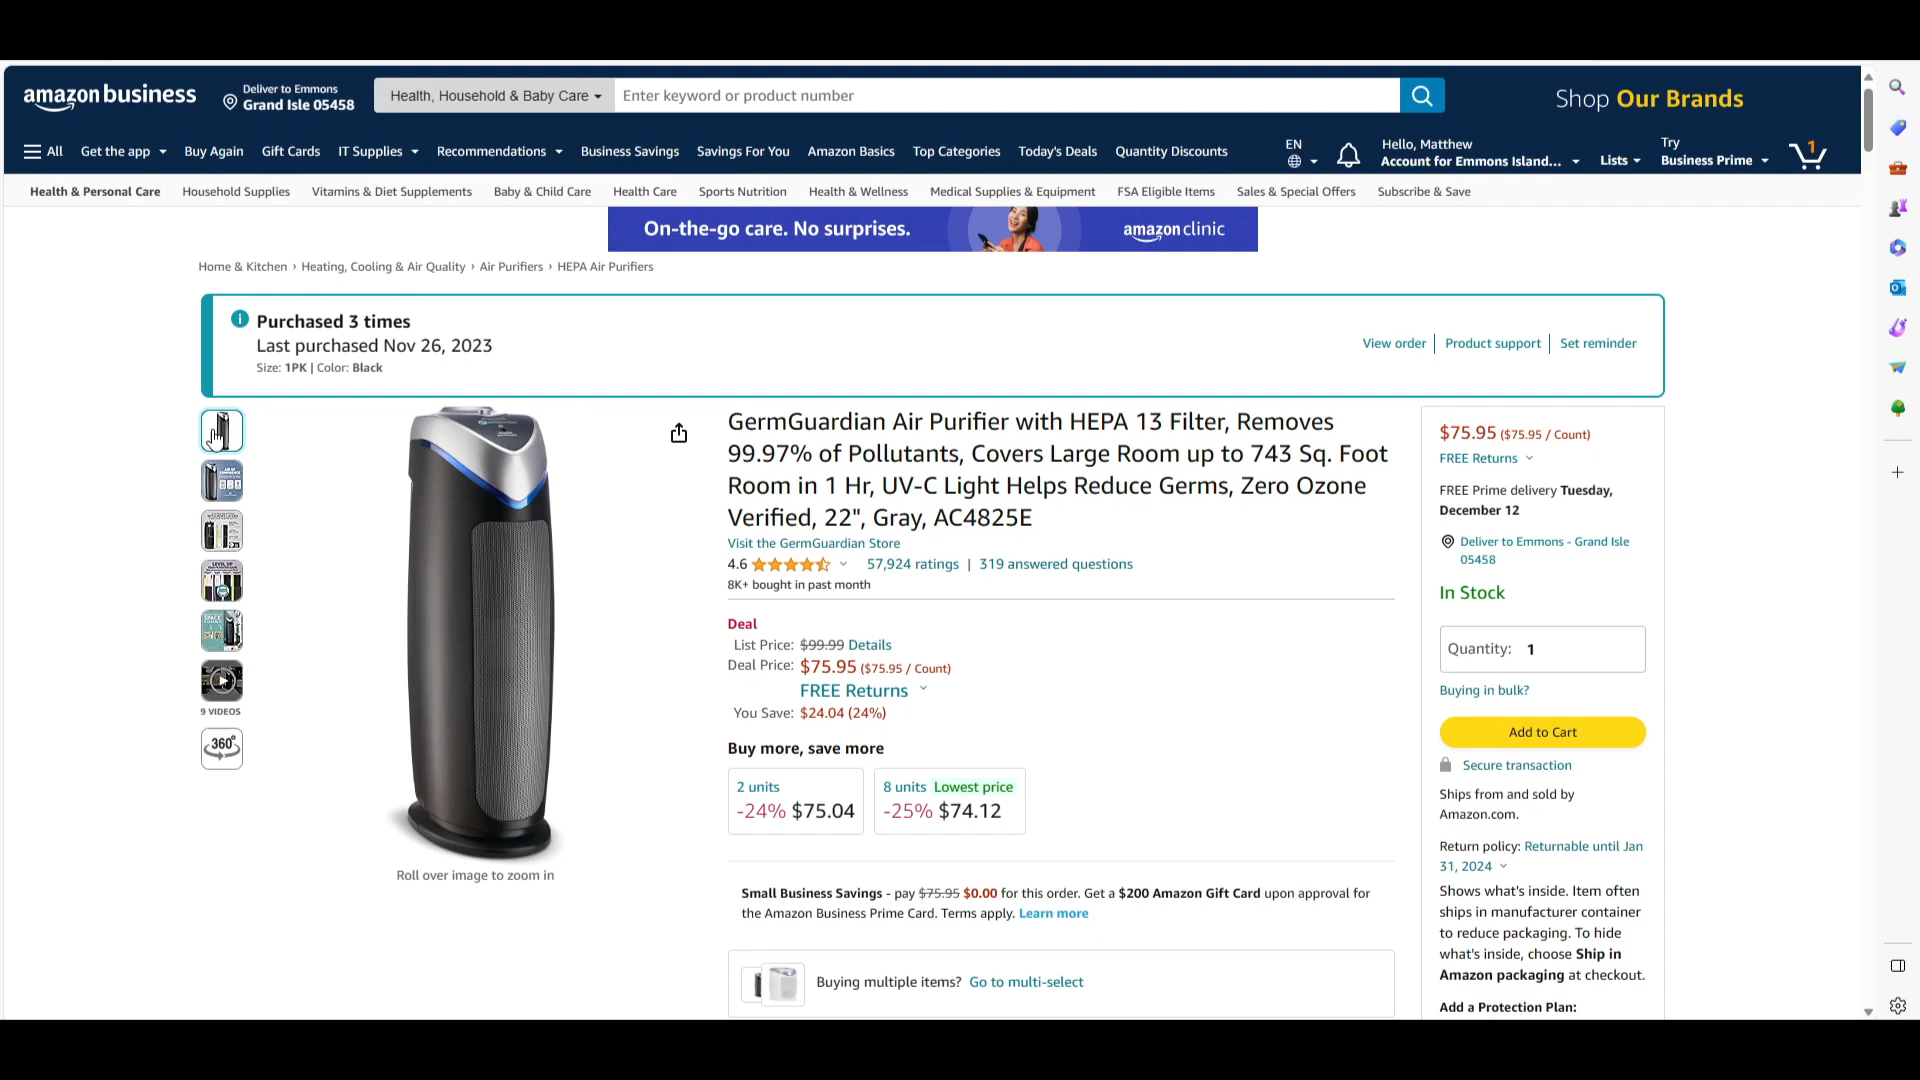 amazon business
Deliver to Emmons
Grand Isle 05458
Health, Household & Baby Care
Enter keyword or product number
Shop Our Brands
All
Get the app
Buy Again
Gift Cards
IT Supplies
Recommendations
Business Savings
Savings For You
Amazon Basics
Top Categories
Today's Deals
Quantity Discounts
EN
Hello, Matthew
Account for Emmons Island...
Lists
Try
Business Prime
1
Health & Personal Care
Household Supplies
Vitamins & Diet Supplements
Baby & Child Care
Health Care
Sports Nutrition
Health & Wellness
Medical Supplies & Equipment
FSA Eligible Items
Sales & Special Offers
Subscribe & Save
On-the-go care. No surprises.
amazon clinic
Home & Kitchen › Heating, Cooling & Air Quality › Air Purifiers › HEPA Air Purifiers
Purchased 3 times
Last purchased Nov 26, 2023
Size: 1PK | Color: Black
View order
Product support
Set reminder
9 VIDEOS
360°
Roll over image to zoom in
GermGuardian Air Purifier with HEPA 13 Filter, Removes
99.97% of Pollutants, Covers Large Room up to 743 Sq. Foot
Room in 1 Hr, UV-C Light Helps Reduce Germs, Zero Ozone
Verified, 22", Gray, AC4825E
Visit the GermGuardian Store
4.6
57,924 ratings | 319 answered questions
8K+ bought in past month
Deal
List Price: $99.99 Details
Deal Price: $75.95 ($75.95 / Count)
FREE Returns
You Save: $24.04 (24%)
Buy more, save more
2 units
-24% $75.04
8 units Lowest price
-25% $74.12
Small Business Savings - pay $75.95 $0.00 for this order. Get a $200 Amazon Gift Card upon approval for
the Amazon Business Prime Card. Terms apply. Learn more
Buying multiple items? Go to multi-select
$75.95 ($75.95 / Count)
FREE Returns
FREE Prime delivery Tuesday,
December 12
Deliver to Emmons - Grand Isle
05458
In Stock
Quantity: 1
Buying in bulk?
Add to Cart
Secure transaction
Ships from and sold by
Amazon.com.
Return policy: Returnable until Jan
31, 2024
Shows what's inside. Item often
ships in manufacturer container
to reduce packaging. To hide
what's inside, choose Ship in
Amazon packaging at checkout.
Add a Protection Plan: